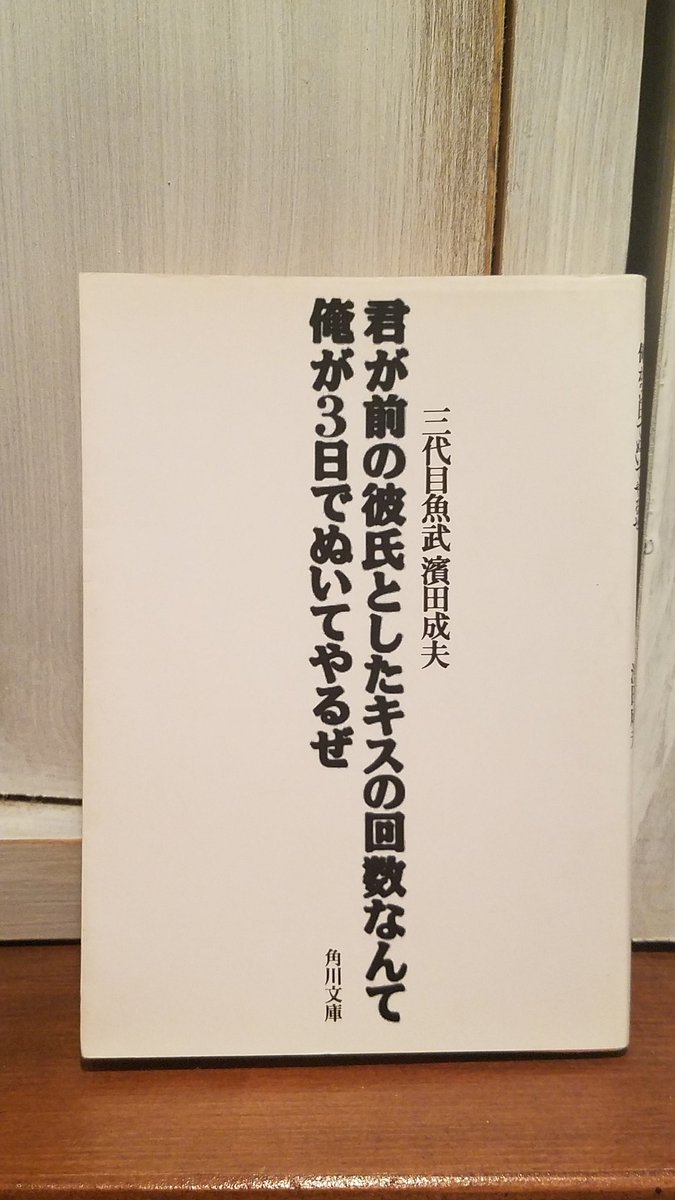 三代目魚武 濱田成夫
君が前の彼氏としたキスの回数なんて
俺が3日でぬいてやるぜ
角川文庫